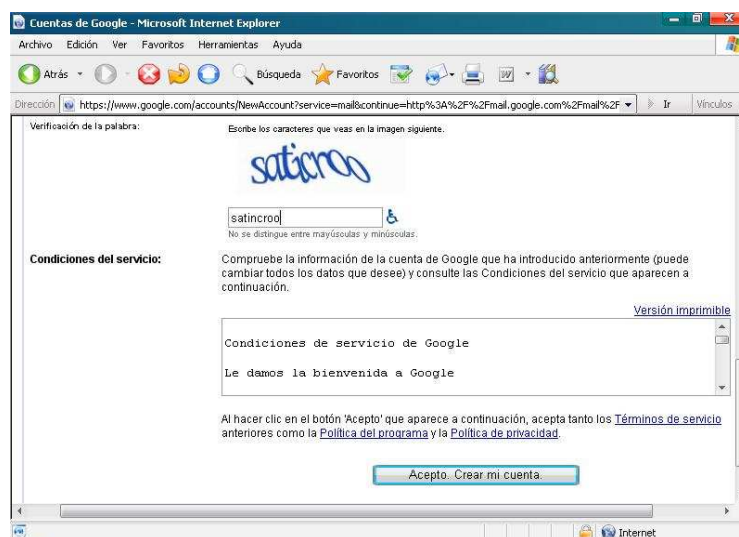 Cuentas de Google - Microsoft Internet Explorer
Archivo Edición Ver Favoritos Herramientas Ayuda
Atrás Búsqueda Favoritos
Dirección https://www.google.com/accounts/NewAccount?service=mail&continue=http%3A%2F%2Fmail.google.com%2Fmail%2F Ir Vínculos
Verificación de la palabra: Escribe los caracteres que veas en la imagen siguiente.
saticroo
satincroo
No se distingue entre mayúsculas y minúsculas.
Condiciones del servicio: Compruebe la información de la cuenta de Google que ha introducido anteriormente (puede
cambiar todos los datos que desee) y consulte las Condiciones del servicio que aparecen a
continuación.
Versión imprimible
Condiciones de servicio de Google
Le damos la bienvenida a Google
Al hacer clic en el botón 'Acepto' que aparece a continuación, acepta tanto los Términos de servicio
anteriores como la Política del programa y la Política de privacidad.
Acepto. Crear mi cuenta.
Internet